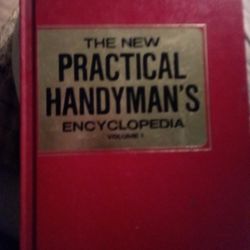 THE NEW
PRACTICAL
HANDYMAN'S
ENCYCLOPEDIA
VOLUME 1